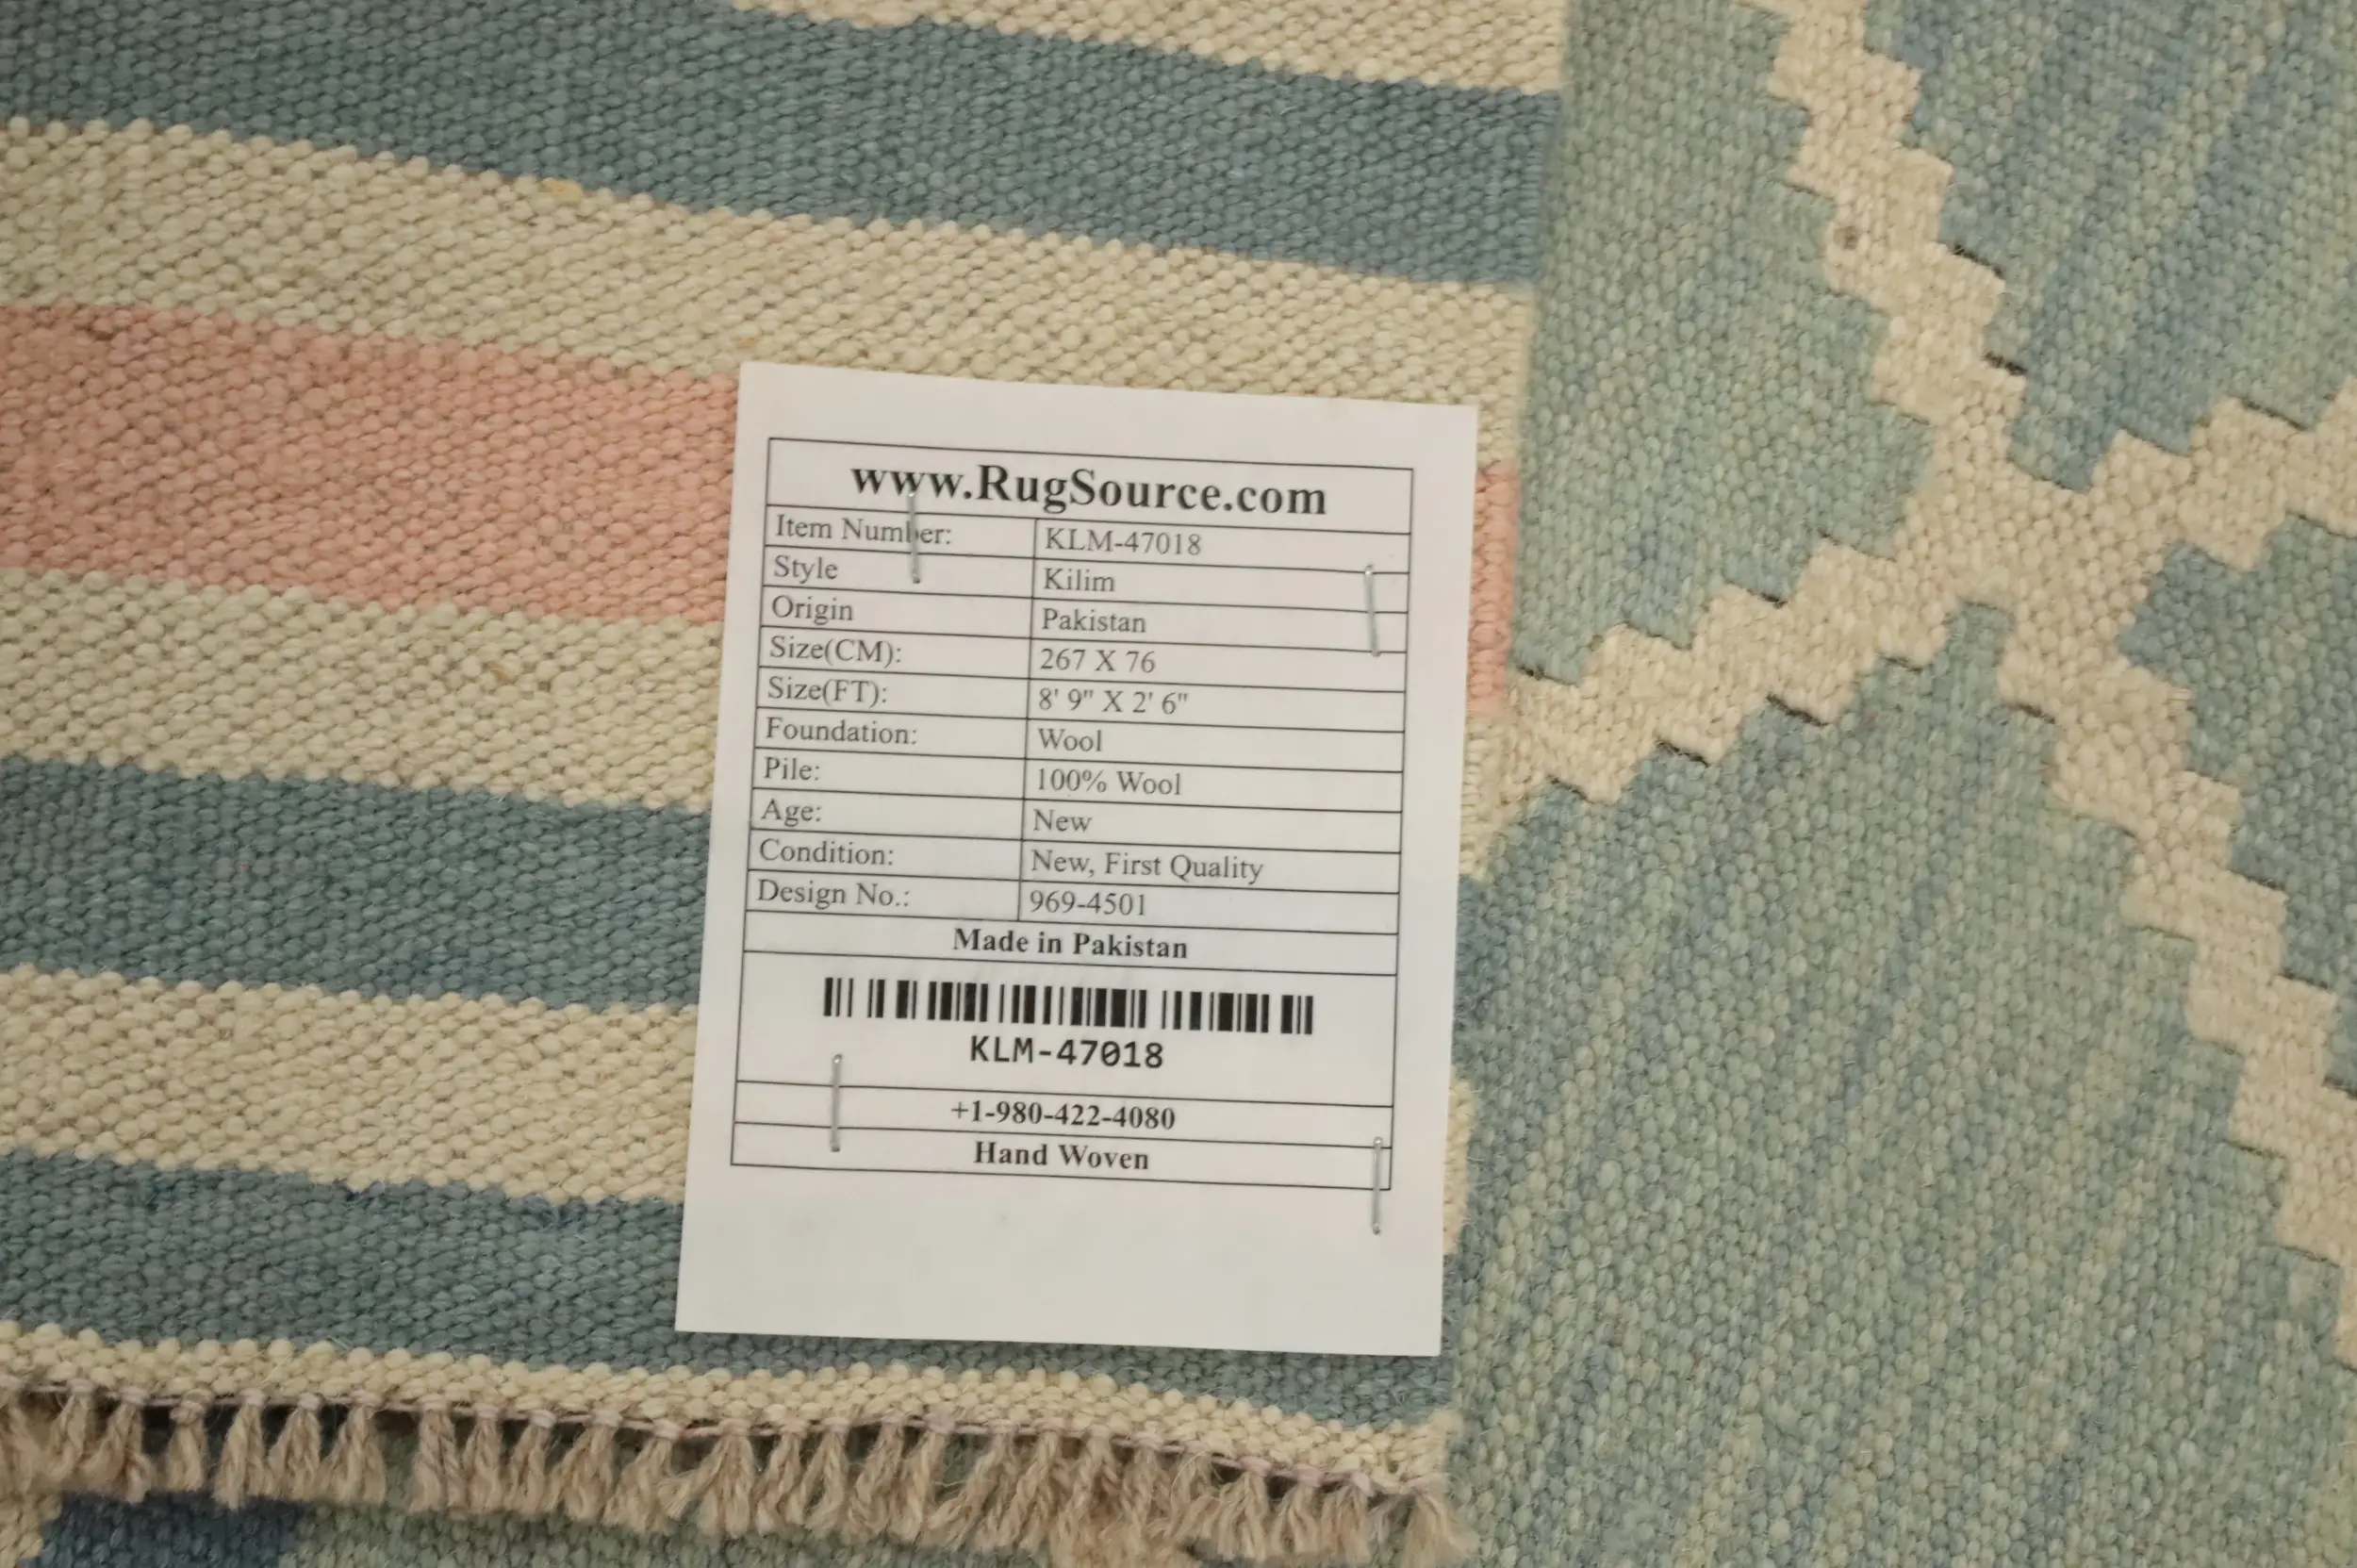 www.RugSource.com
Item Number: KLM-47018
Style Kilim
Origin Pakistan
Size(CM): 267 X 76
Size(FT): 8' 9" X 2' 6"
Foundation: Wool
Pile: 100% Wool
Age: New
Condition: New, First Quality
Design No.: 969-4501
Made in Pakistan
KLM-47018
+1-980-422-4080
Hand Woven